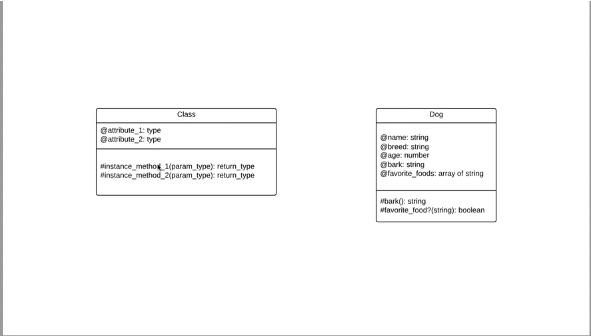 Class
@attribute_1: type
@attribute_2: type
#instance_method_1(param_type): return_type
#instance_method_2(param_type): return_type
Dog
@name: string
@breed: string
@age: number
@bark: string
@favorite_foods: array of string
#bark(): string
#favorite_food?(string): boolean